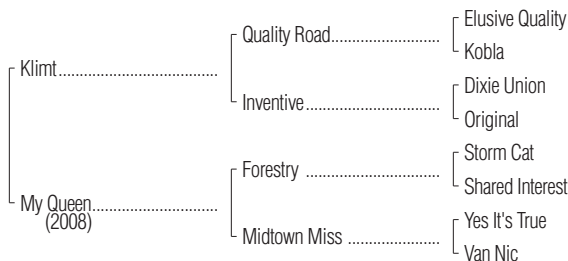 Elusive Quality
Quality Road
Kobla
Klimt
Dixie Union
Inventive
Original
Storm Cat
Forestry
Shared Interest
My Queen
(2008)
Yes It's True
Midtown Miss
Van Nic